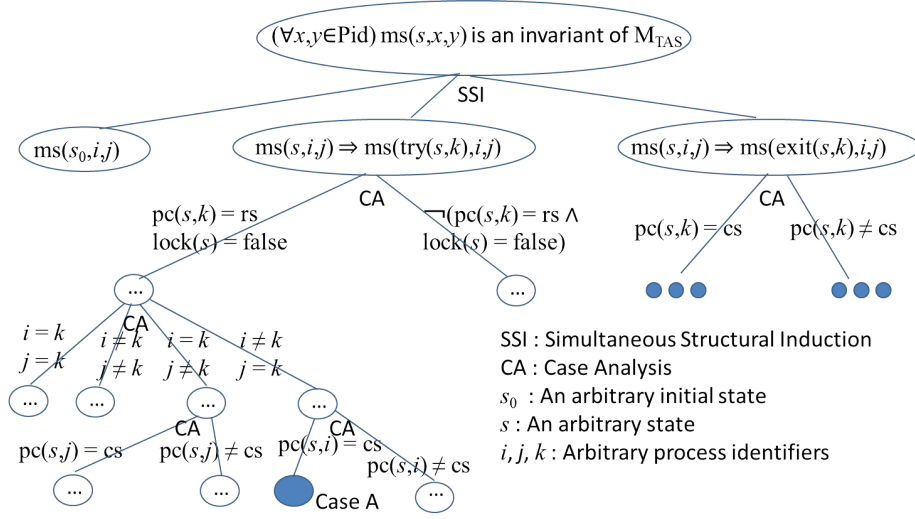 (∀x,y∈Pid) ms(s,x,y) is an invariant of M_TAS
SSI
ms(s₀,i,j)
ms(s,i,j) ⇒ ms(try(s,k),i,j)
ms(s,i,j) ⇒ ms(exit(s,k),i,j)
CA
CA
pc(s,k) = rs
lock(s) = false
¬(pc(s,k) = rs ∧
lock(s) = false)
pc(s,k) = cs
pc(s,k) ≠ cs
...
...
CA
i = k
j = k
i ≠ k
j ≠ k
i = k
j ≠ k
i ≠ k
j = k
...
...
...
...
CA
CA
pc(s,j) = cs
pc(s,j) ≠ cs
pc(s,i) = cs
pc(s,i) ≠ cs
...
...
...
Case A
SSI : Simultaneous Structural Induction
CA : Case Analysis
s₀ : An arbitrary initial state
s : An arbitrary state
i, j, k : Arbitrary process identifiers